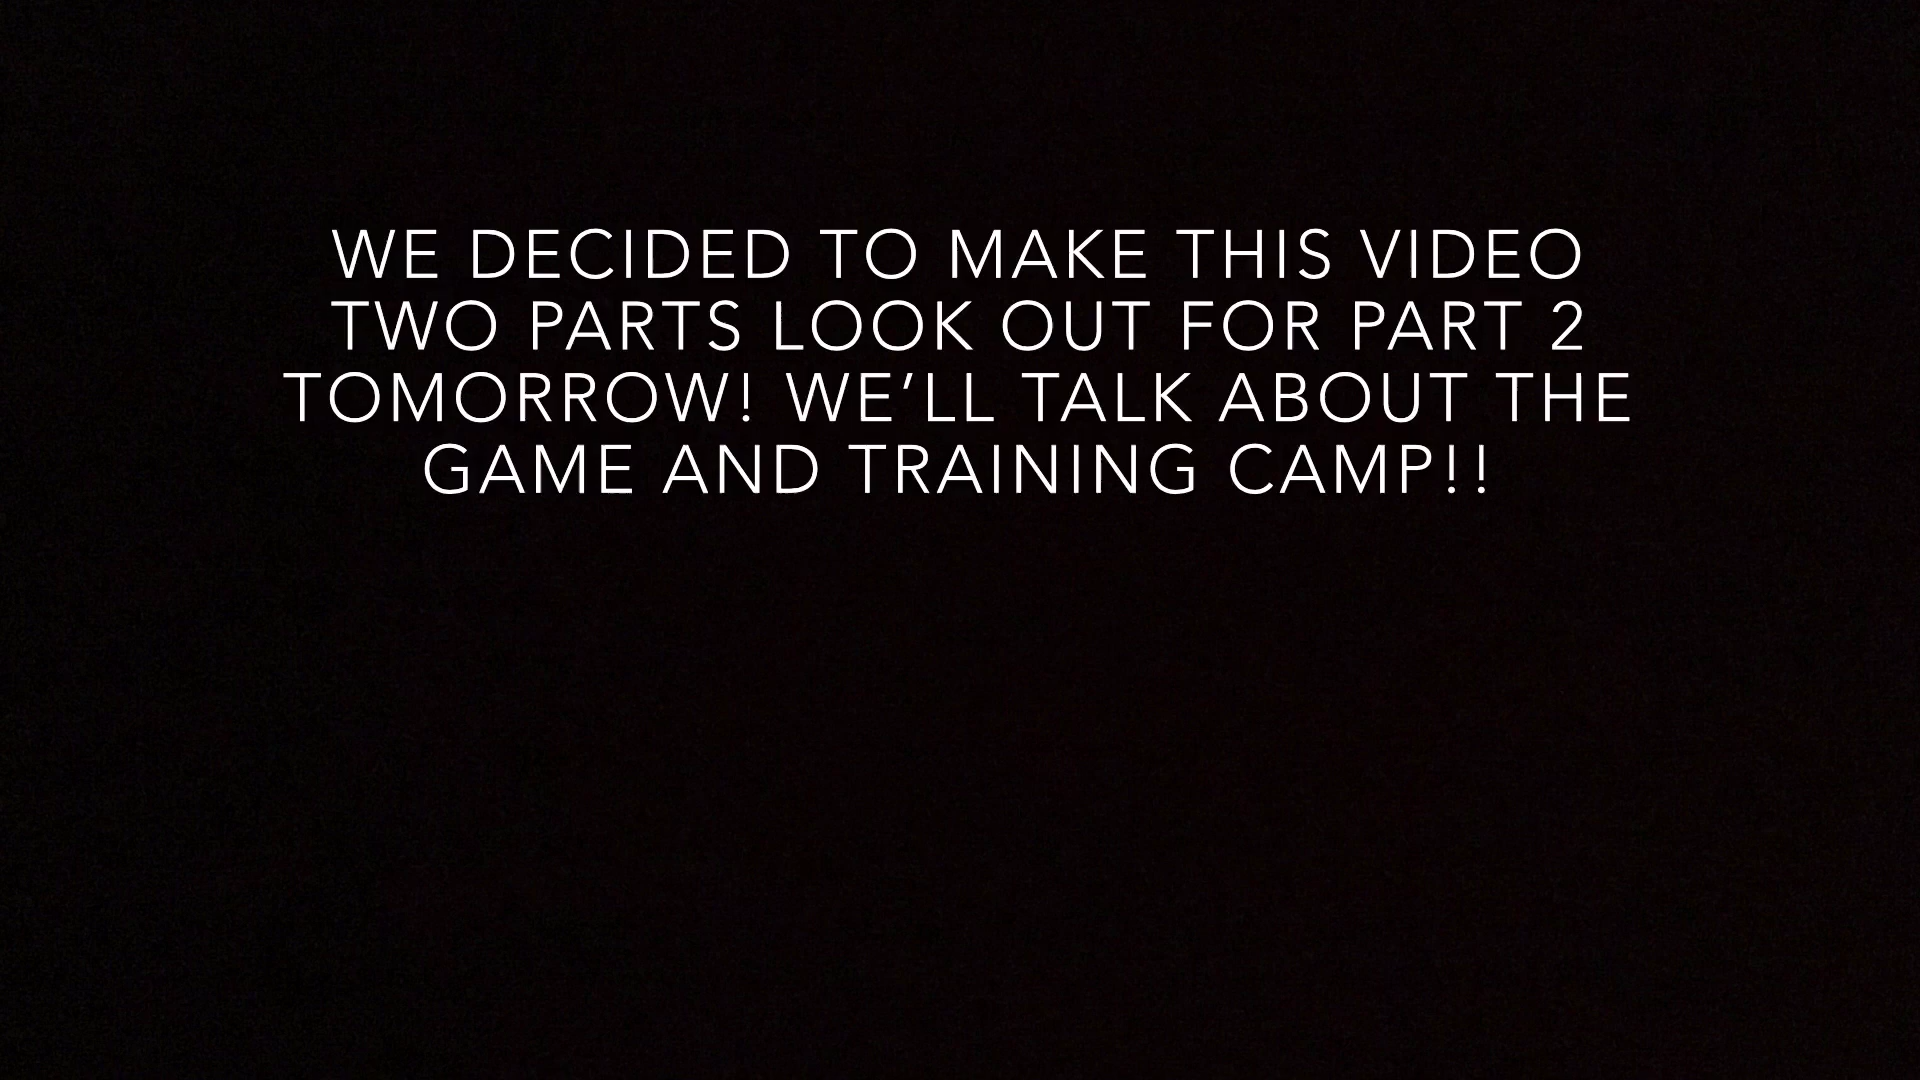 WE DECIDED TO MAKE THIS VIDEO
TWO PARTS LOOK OUT FOR PART 2
TOMORROW! WE’LL TALK ABOUT THE
GAME AND TRAINING CAMP!!